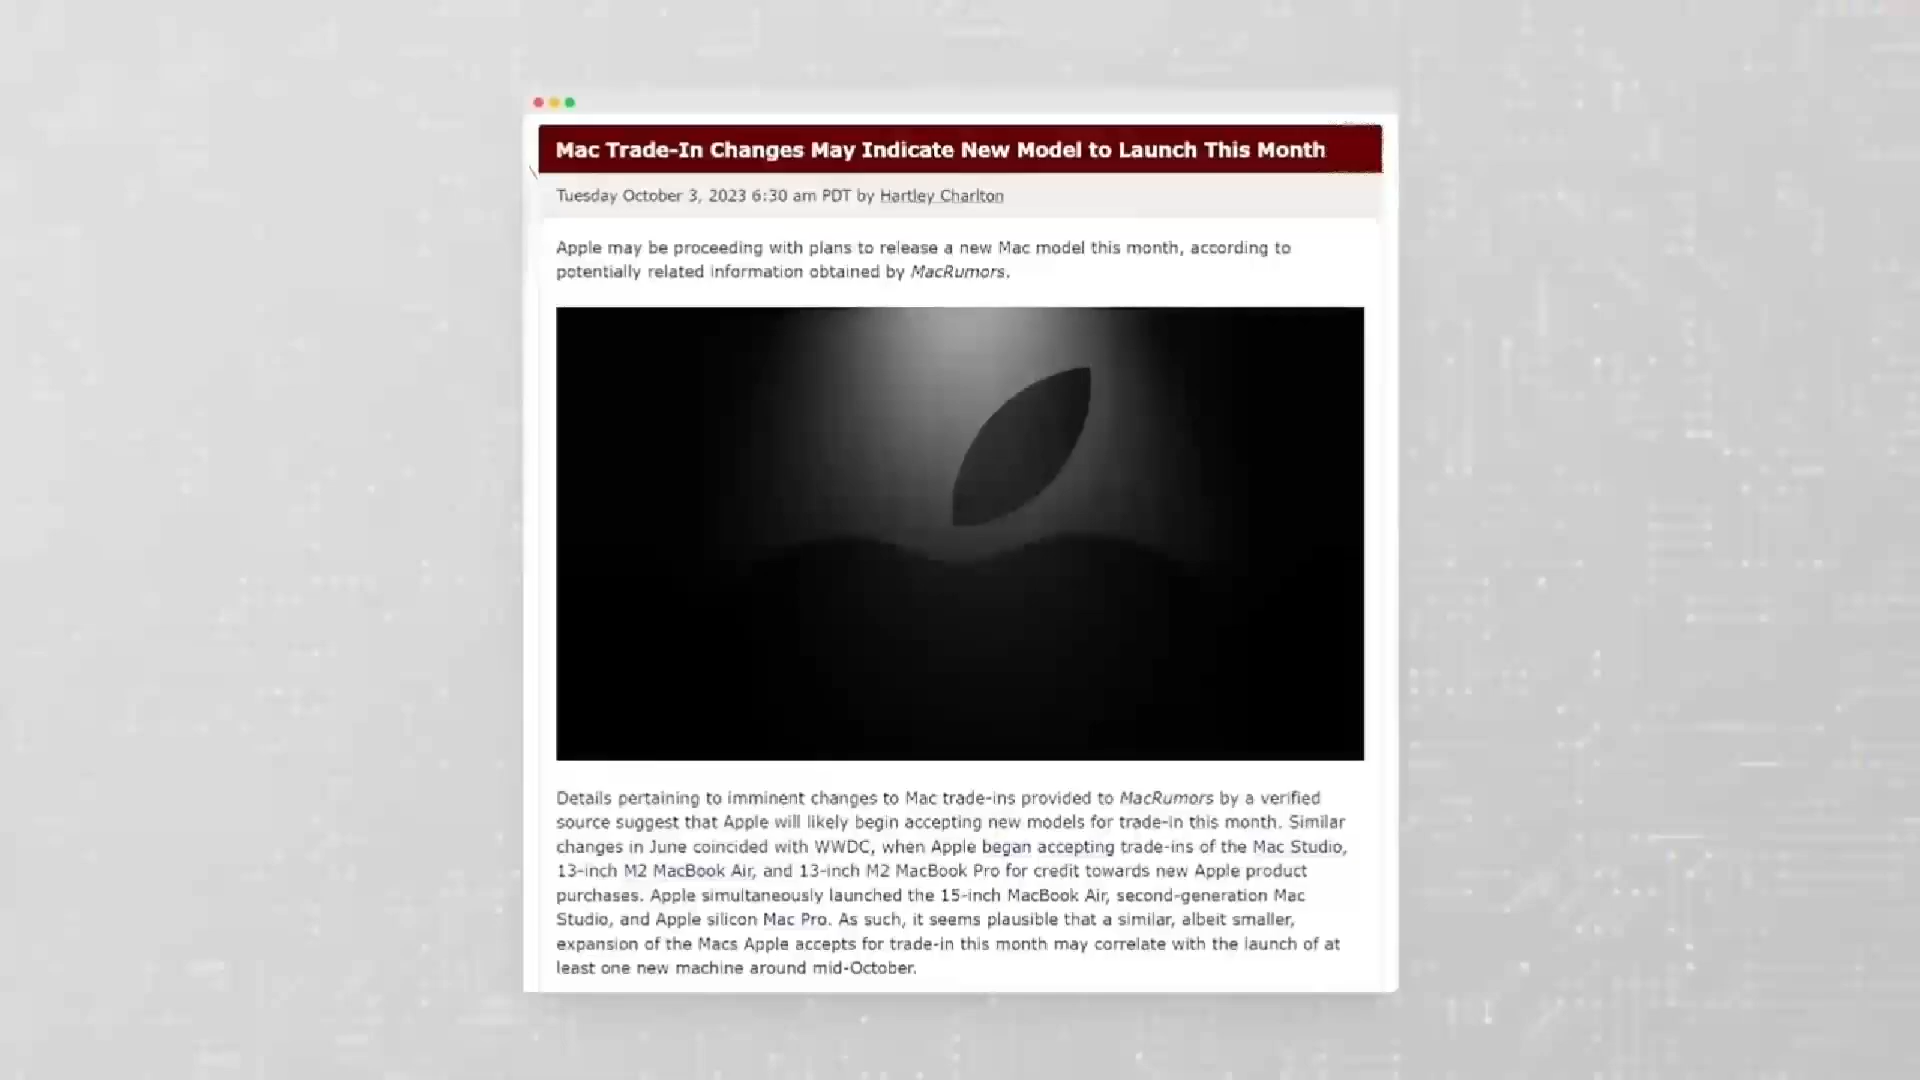 Mac Trade-In Changes May Indicate New Model to Launch This Month
Tuesday October 3, 2023 6:30 am PDT by Hartley Charlton
Apple may be proceeding with plans to release a new Mac model this month, according to
potentially related information obtained by MacRumors.
Details pertaining to imminent changes to Mac trade-ins provided to MacRumors by a verified
source suggest that Apple will likely begin accepting new models for trade-in this month. Similar
changes in June coincided with WWDC, when Apple began accepting trade-ins of the Mac Studio,
13-inch M2 MacBook Air, and 13-inch M2 MacBook Pro for credit towards new Apple product
purchases. Apple simultaneously launched the 15-inch MacBook Air, second-generation Mac
Studio, and Apple silicon Mac Pro. As such, it seems plausible that a similar, albeit smaller,
expansion of the Macs Apple accepts for trade-in this month may correlate with the launch of at
least one new machine around mid-October.